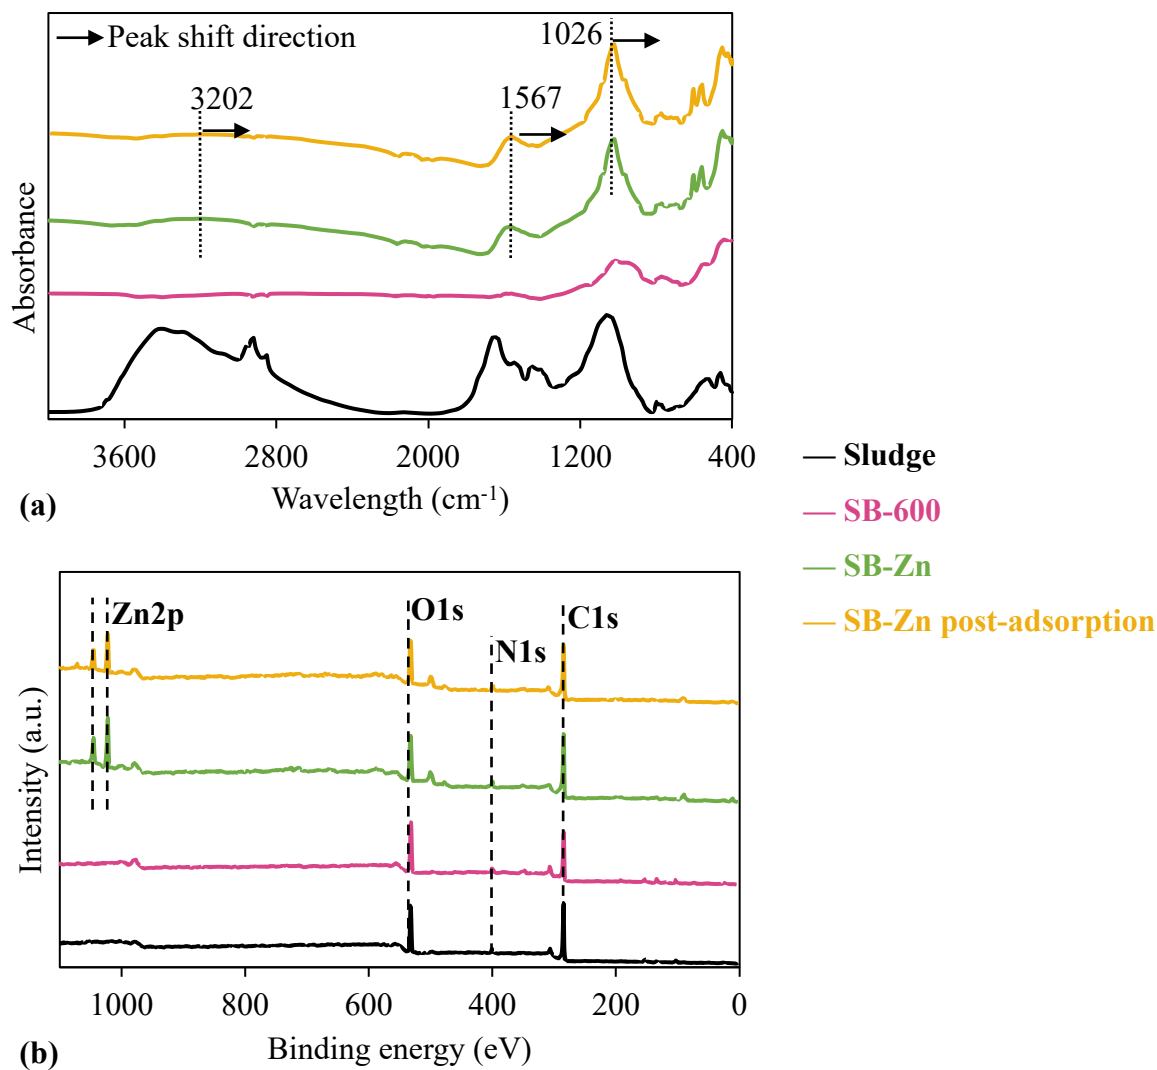 Peak shift direction
1026
3202
1567
Absorbance
3600
2800
2000
1200
400
Wavelength (cm-1)
(a)
Sludge
SB-600
SB-Zn
SB-Zn post-adsorption
Zn2p
O1s
N1s
C1s
Intensity (a.u.)
1000
800
600
400
200
0
Binding energy (eV)
(b)